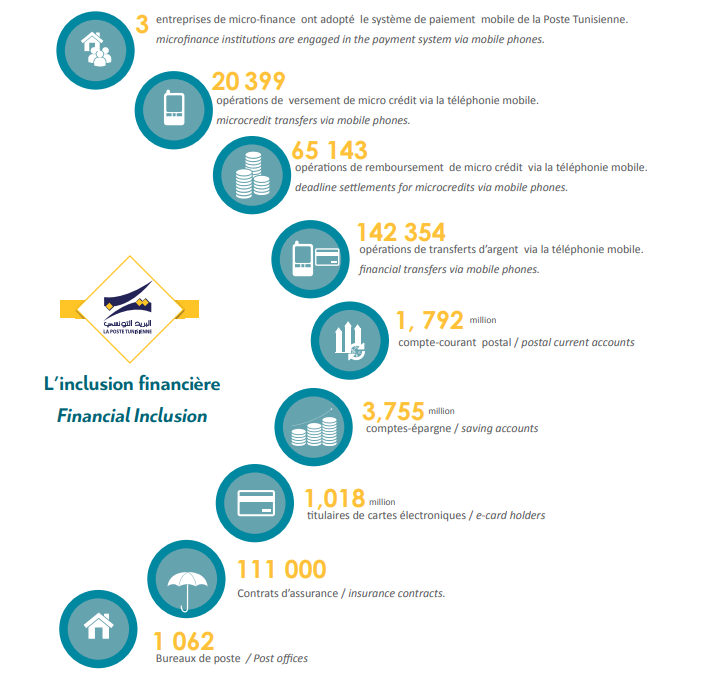 3 entreprises de micro-finance ont adopté le système de paiement mobile de la Poste Tunisienne.
microfinance institutions are engaged in the payment system via mobile phones.
20 399
opérations de versement de micro crédit via la téléphonie mobile.
microcredit transfers via mobile phones.
65 143
opérations de remboursement de micro crédit via la téléphonie mobile.
deadline settlements for microcredits via mobile phones.
142 354
opérations de transferts d'argent via la téléphonie mobile.
financial transfers via mobile phones.
1, 792 million
compte-courant postal / postal current accounts
البريد التونسي
LA POSTE TUNISIENNE
L'inclusion financière
Financial Inclusion
3,755 million
comptes-épargne / saving accounts
1,018 million
titulaires de cartes électroniques / e-card holders
111 000
Contrats d'assurance / insurance contracts.
1 062
Bureaux de poste / Post offices